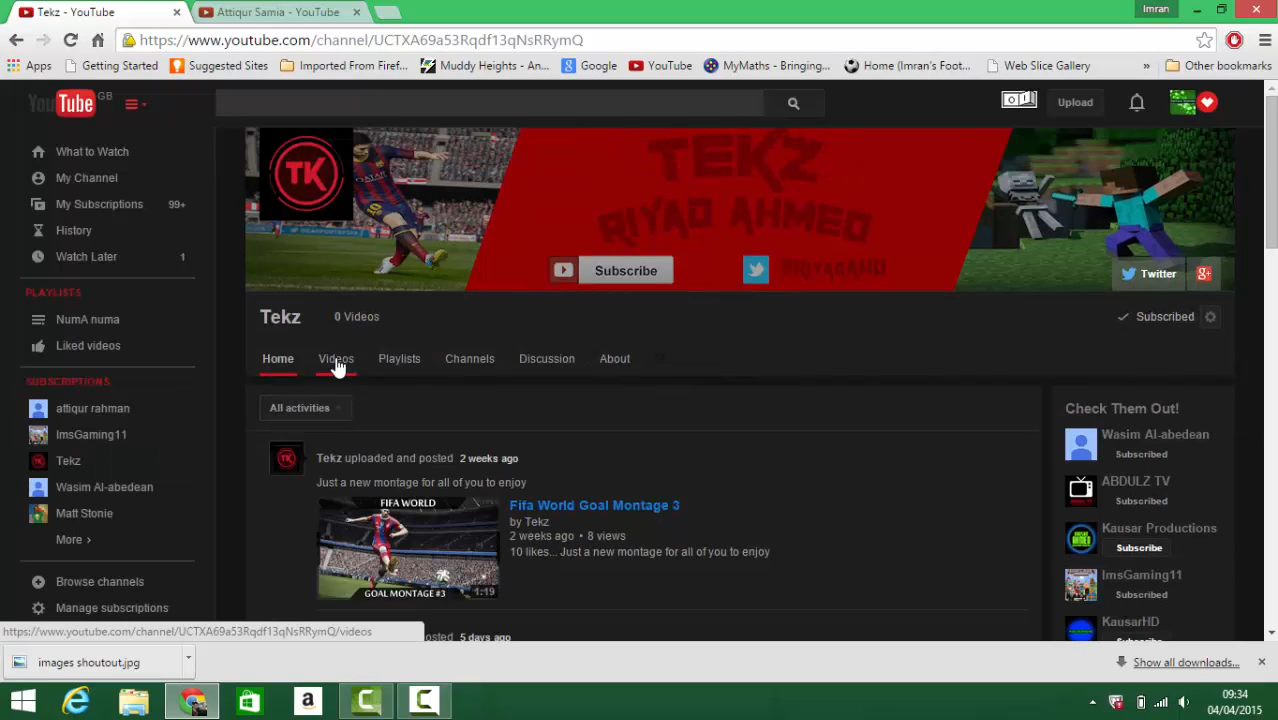 Tekz - YouTube
Attiqur Samia - YouTube
Imran
https://www.youtube.com/channel/UCTXA69a53Rqdf13qNsRRymQ
Apps
Getting Started
Suggested Sites
Imported From Firef...
Muddy Heights - An...
Google
YouTube
MyMaths - Bringing...
Home (Imran's Foot...
Web Slice Gallery
»
Other bookmarks
YouTube GB
Upload
What to Watch
My Channel
My Subscriptions 99+
History
Watch Later 1
PLAYLISTS
NumA numa
Liked videos
SUBSCRIPTIONS
attiqur rahman
ImsGaming11
Tekz
Wasim Al-abedean
Matt Stonie
More ›
Browse channels
Manage subscriptions
TK
TEKZ
RIYAD AHMED
Subscribe
Twitter
Tekz
0 Videos
Subscribed
Home
Videos
Playlists
Channels
Discussion
About
All activities
Tekz uploaded and posted 2 weeks ago
Just a new montage for all of you to enjoy
FIFA WORLD
GOAL MONTAGE #3
1:19
Fifa World Goal Montage 3
by Tekz
2 weeks ago • 8 views
10 likes... Just a new montage for all of you to enjoy
posted 5 days ago
Check Them Out!
Wasim Al-abedean
Subscribed
ABDULZ TV
Subscribed
Kausar Productions
Subscribe
ImsGaming11
Subscribed
KausarHD
Subscribe
https://www.youtube.com/channel/UCTXA69a53Rqdf13qNsRRymQ/videos
images shoutout.jpg
Show all downloads...
09:34
04/04/2015